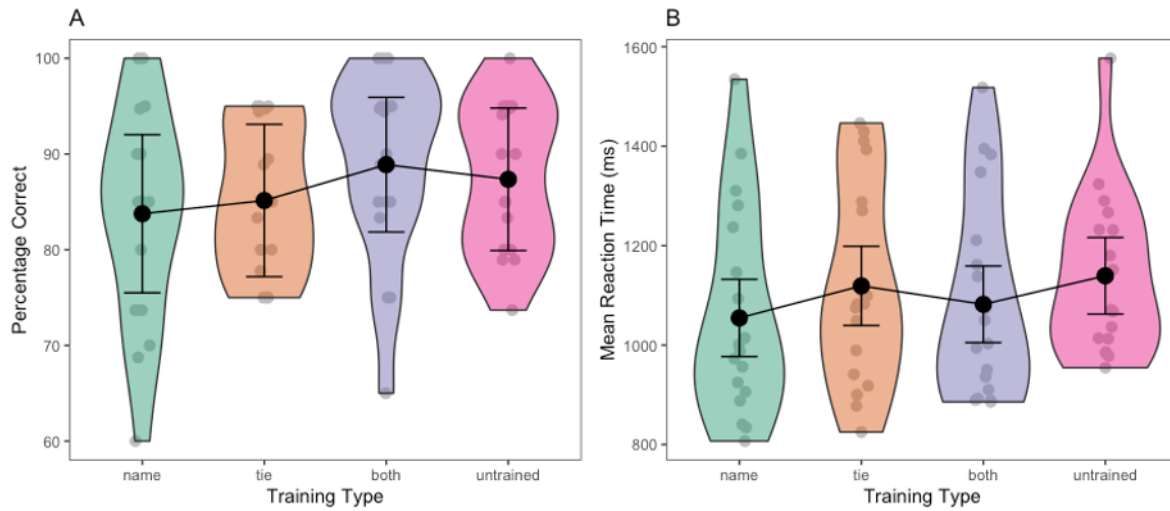 A
Percentage Correct
100
90
80
70
60
name tie both untrained
Training Type
B
Mean Reaction Time (ms)
1600
1400
1200
1000
800
name tie both untrained
Training Type